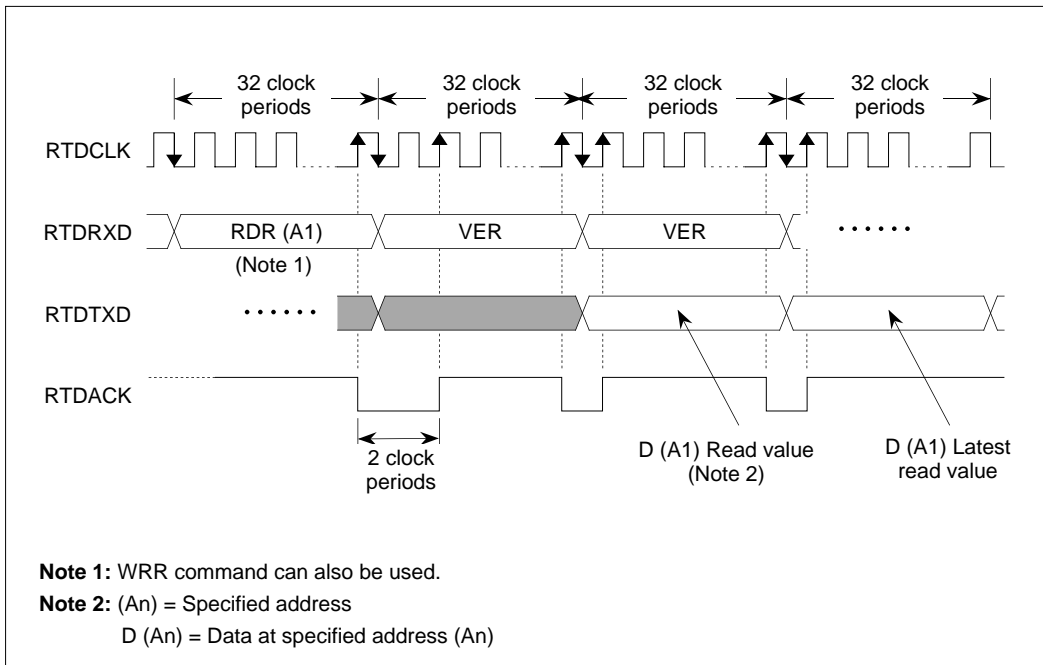 32 clock periods
32 clock periods
32 clock periods
32 clock periods
RTDCLK
RTDRXD
RDR (A1)
VER
VER
(Note 1)
RTDTXD
RTDACK
2 clock periods
D (A1) Read value
(Note 2)
D (A1) Latest
read value
Note 1: WRR command can also be used.
Note 2: (An) = Specified address
D (An) = Data at specified address (An)